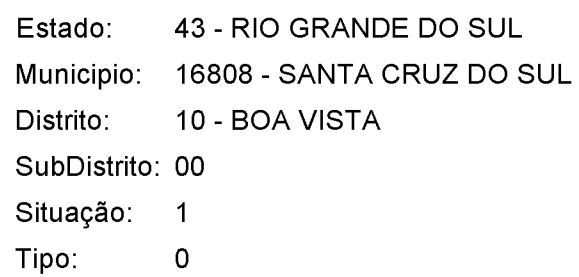 Estado: 43 - RIO GRANDE DO SUL
Municipio: 16808 - SANTA CRUZ DO SUL
Distrito: 10 - BOA VISTA
SubDistrito: 00
Situação: 1
Tipo: 0